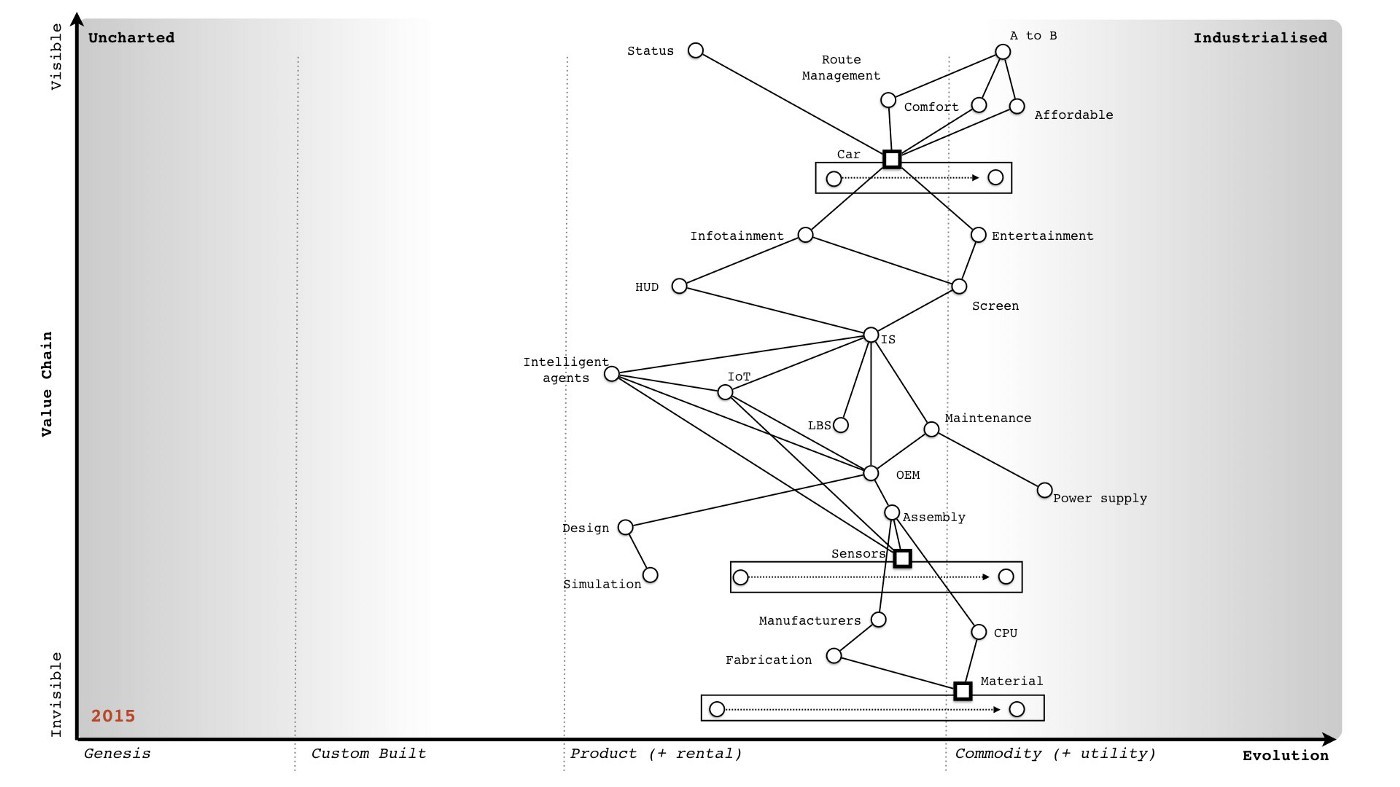 Visible
Uncharted
Industrialised
Status
A to B
Route
Management
Comfort
Affordable
Car
Infotainment
Entertainment
HUD
Screen
IS
Value Chain
Intelligent
agents
IoT
LBS
Maintenance
OEM
Power supply
Assembly
Design
Sensors
Simulation
Manufacturers
CPU
Fabrication
Material
Invisible
2015
Genesis
Custom Built
Product (+ rental)
Commodity (+ utility)
Evolution